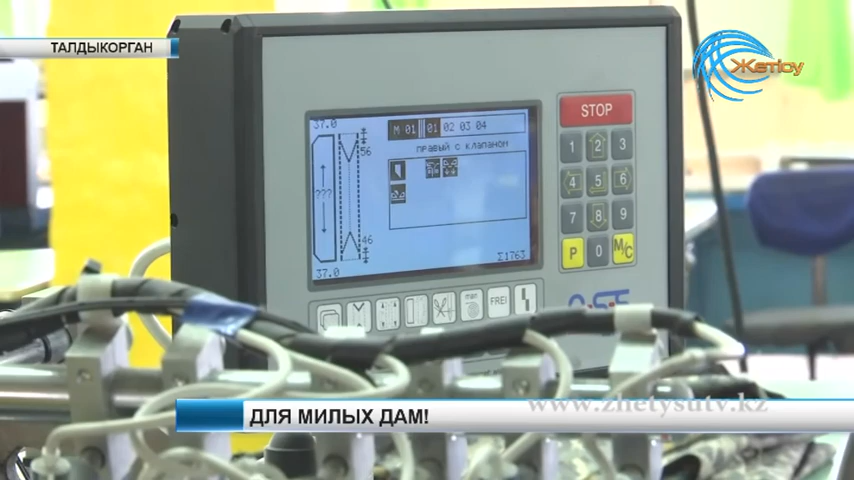 ТАЛДЫКОРГАН
Жетісу
37.0
М 01 01 02 03 04
STOP
правый с клапаном
56
1 2 3
???
4 5 6
7 8 9
46
Σ1763
P 0 M/C
37.0
man
FREI
www.zhetysutv.kz
ДЛЯ МИЛЫХ ДАМ!